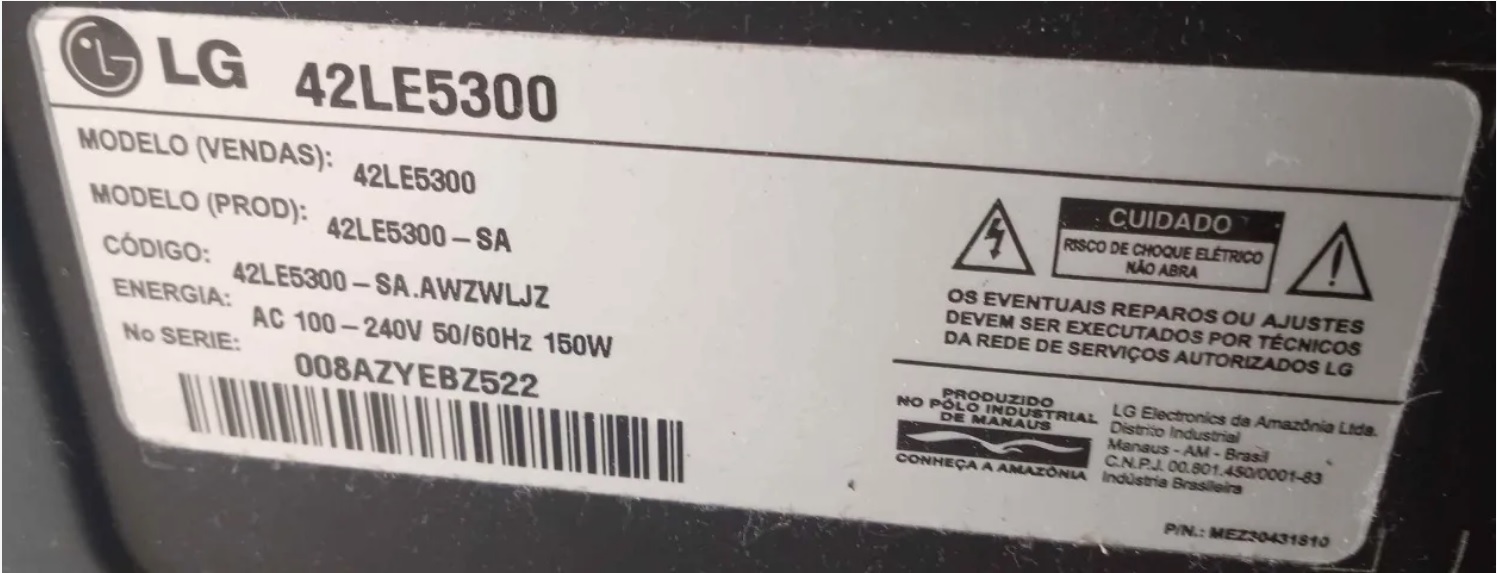 LG 42LE5300
MODELO (VENDAS): 42LE5300
MODELO (PROD): 42LE5300-SA
CÓDIGO: 42LE5300-SA.AWZWLJZ
ENERGIA: AC 100-240V 50/60Hz 150W
No SERIE: 008AZYEBZ522
CUIDADO
RISCO DE CHOQUE ELÉTRICO
NÃO ABRA
OS EVENTUAIS REPAROS OU AJUSTES
DEVEM SER EXECUTADOS POR TÉCNICOS
DA REDE DE SERVIÇOS AUTORIZADOS LG
PRODUZIDO
NO PÓLO INDUSTRIAL
DE MANAUS
CONHEÇA A AMAZÔNIA
LG Electronics da Amazônia Ltda.
Distrito Industrial
Manaus - AM - Brasil
C.N.P.J. 00.801.450/0001-83
Indústria Brasileira
P/N.: MEZ30431810